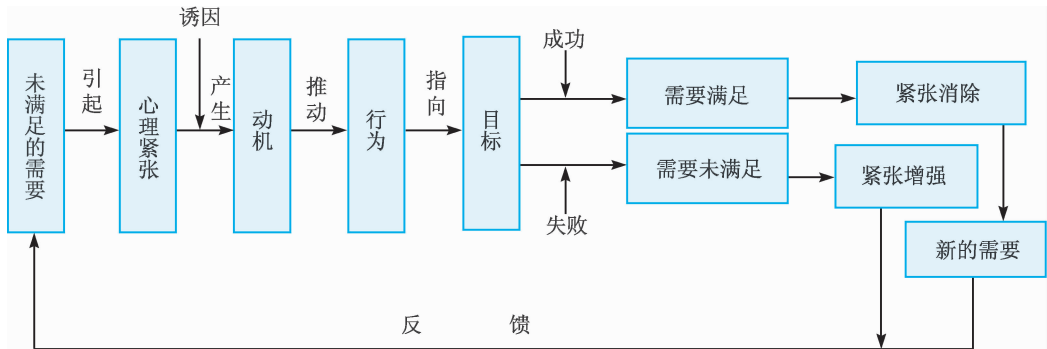 诱因
未满足的需要
引起
心理紧张
产生
动机
推动
行为
指向
目标
成功
需要满足
紧张消除
失败
需要未满足
紧张增强
新的需要
反馈